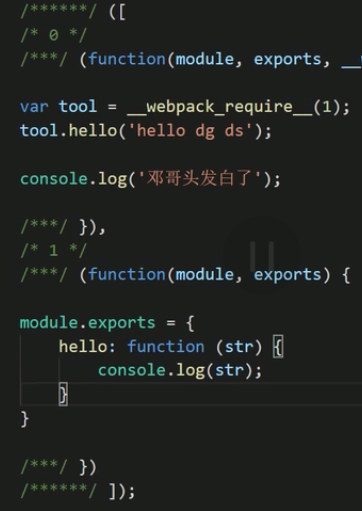 /******/ ([
/* 0 */
/***/ (function(module, exports, __
var tool = __webpack_require__(1);
tool.hello('hello dg ds');
console.log('邓哥头发白了');
/***/ }),
/* 1 */
/***/ (function(module, exports) {
module.exports = {
hello: function (str) {
console.log(str);
}
}
/***/ })
/******/ ]);